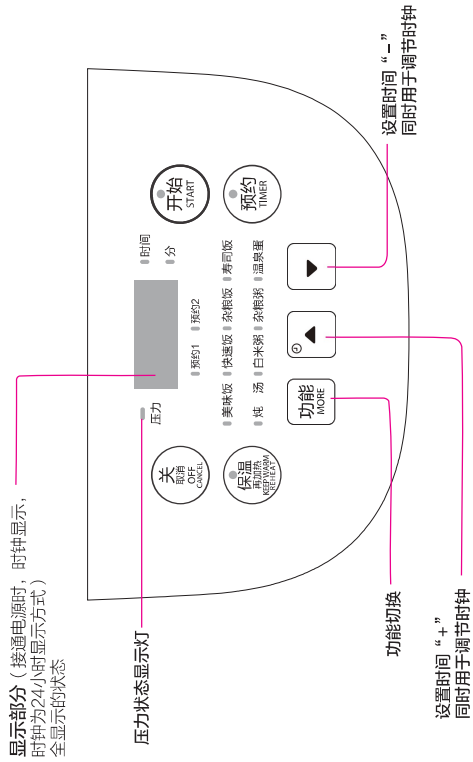 显示部分（接通电源时，时钟显示，
时钟为24小时显示方式）
全显示的状态
压力状态显示灯
压力
时间
分
预约1
预约2
美味饭
快速饭
杂粮饭
寿司饭
炖 汤
白米粥
杂粮粥
温泉蛋
关
取消
OFF
CANCEL
开始
START
保温
再加热
KEEP WARM
REHEAT
预约
TIMER
功能
MORE
功能切换
设置时间“+”
同时用于调节时钟
设置时间“−”
同时用于调节时钟